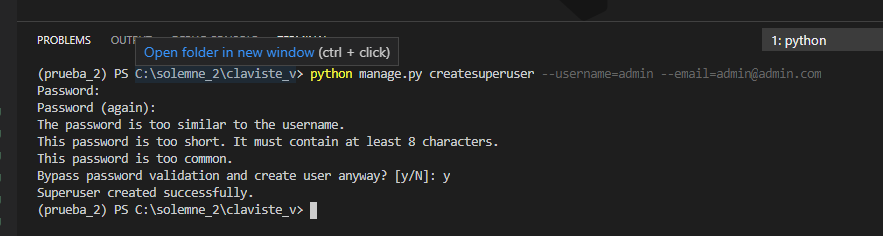 PROBLEMS OUTPUT TERMINAL 1: python
Open folder in new window (ctrl + click)
(prueba_2) PS C:\solemne_2\claviste_v> python manage.py createsuperuser --username=admin --email=admin@admin.com
Password:
Password (again):
The password is too similar to the username.
This password is too short. It must contain at least 8 characters.
This password is too common.
Bypass password validation and create user anyway? [y/N]: y
Superuser created successfully.
(prueba_2) PS C:\solemne_2\claviste_v>